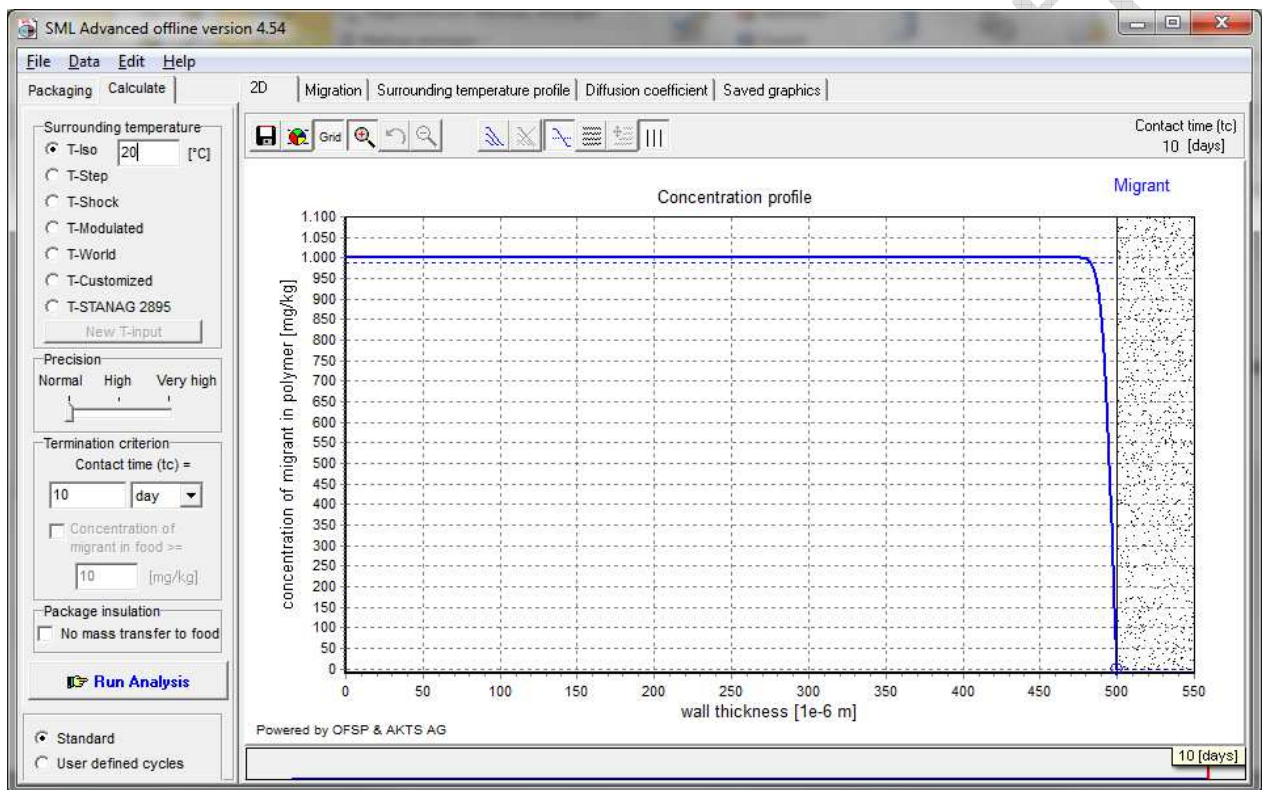 SML Advanced offline version 4.54
File Data Edit Help
Packaging Calculate
2D Migration Surrounding temperature profile Diffusion coefficient Saved graphics
Surrounding temperature
T-Iso 20 [°C]
T-Step
T-Shock
T-Modulated
T-World
T-Customized
T-STANAG 2895
New T-input
Precision
Normal High Very high
Termination criterion
Contact time (tc) =
10 day
Concentration of
migrant in food >=
10 [mg/kg]
Package insulation
No mass transfer to food
Run Analysis
Standard
User defined cycles
Grid
Contact time (tc)
10 [days]
Migrant
Concentration profile
concentration of migrant in polymer [mg/kg]
1.100
1.050
1.000
950
900
850
800
750
700
650
600
550
500
450
400
350
300
250
200
150
100
50
0
0 50 100 150 200 250 300 350 400 450 500 550
wall thickness [1e-6 m]
Powered by OFSP & AKTS AG
10 [days]